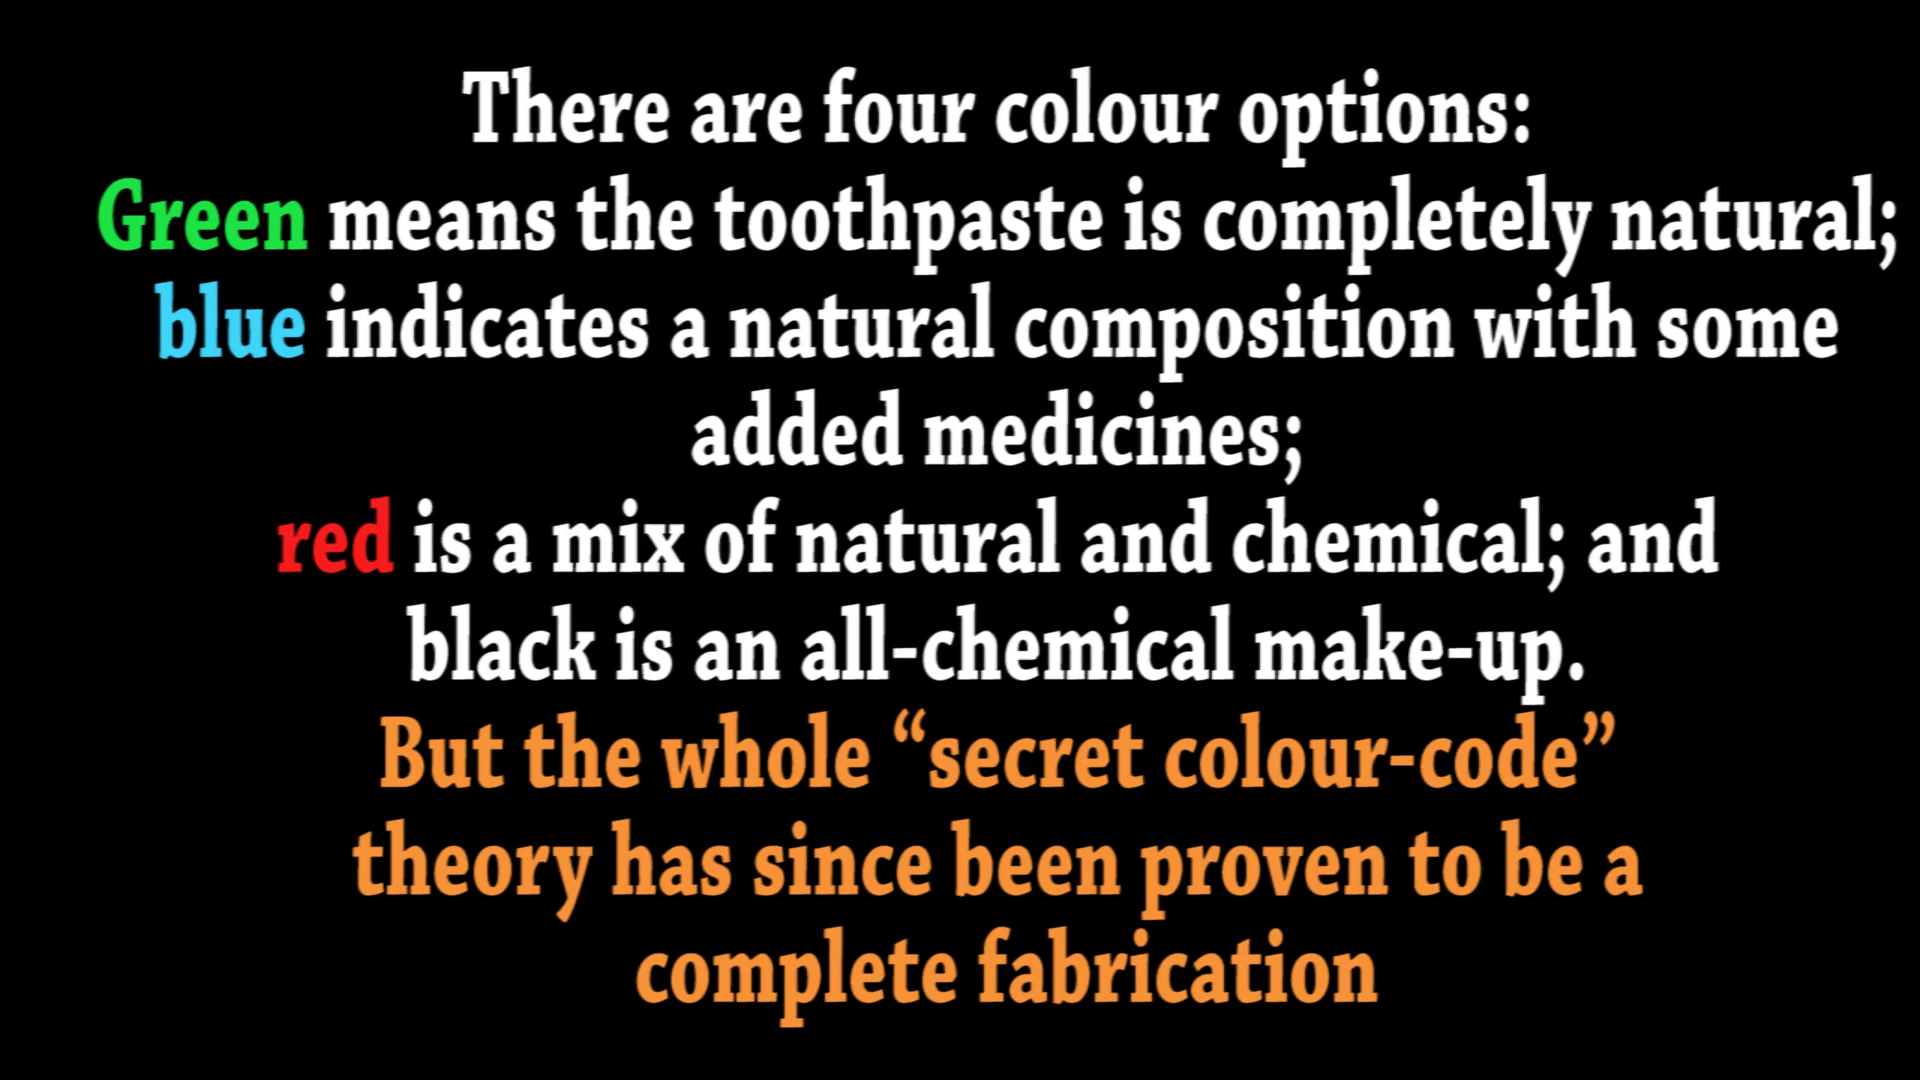 There are four colour options:
Green means the toothpaste is completely natural;
blue indicates a natural composition with some
added medicines;
red is a mix of natural and chemical; and
black is an all-chemical make-up.
But the whole “secret colour-code”
theory has since been proven to be a
complete fabrication